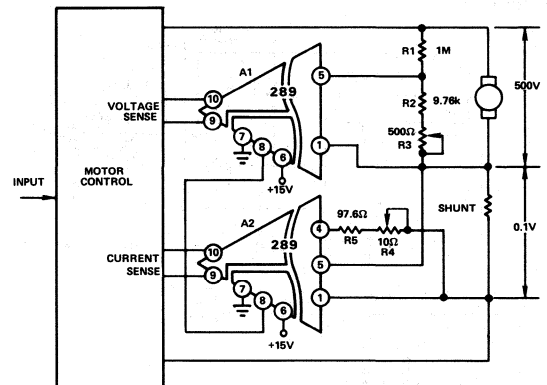 R1 1M
A1
5
289
500V
10
R2 9.76k
VOLTAGE
SENSE
9
500Ω
R3
7
8
6
1
MOTOR
CONTROL
+15V
INPUT
SHUNT
A2
97.6Ω
4
R5
10Ω
R4
0.1V
289
10
5
CURRENT
SENSE
9
7
8
6
1
+15V